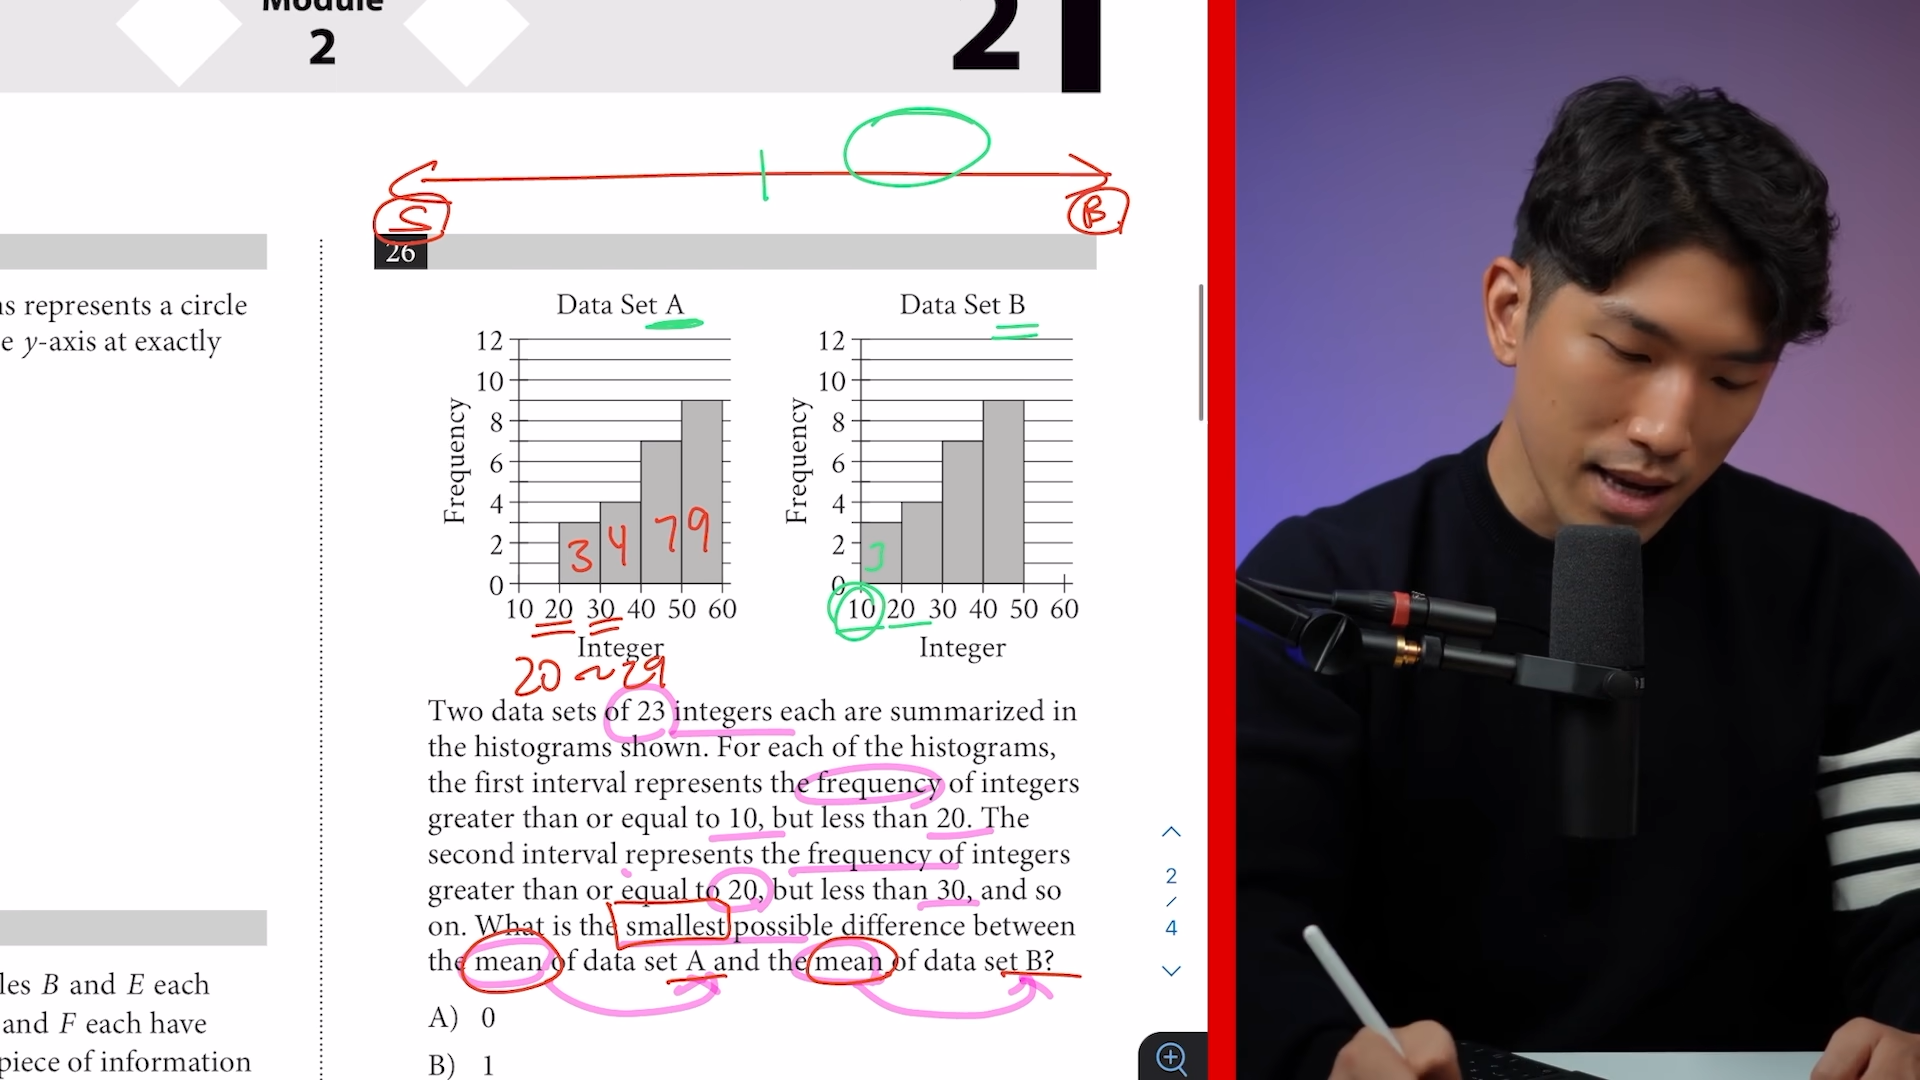 Module
2
21
S
B
26
ns represents a circle
e y-axis at exactly
Data Set A
12
10
8
6
4
2
0
Frequency
3 4 7 9
10 20 30 40 50 60
Integer
20 ~ 29
Data Set B
12
10
8
6
4
2
0
Frequency
3
10 20 30 40 50 60
Integer
Two data sets of 23 integers each are summarized in
the histograms shown. For each of the histograms,
the first interval represents the frequency of integers
greater than or equal to 10, but less than 20. The
second interval represents the frequency of integers
greater than or equal to 20, but less than 30, and so
on. What is the smallest possible difference between
the mean of data set A and the mean of data set B?
A) 0
B) 1
les B and E each
and F each have
piece of information
2
/
4